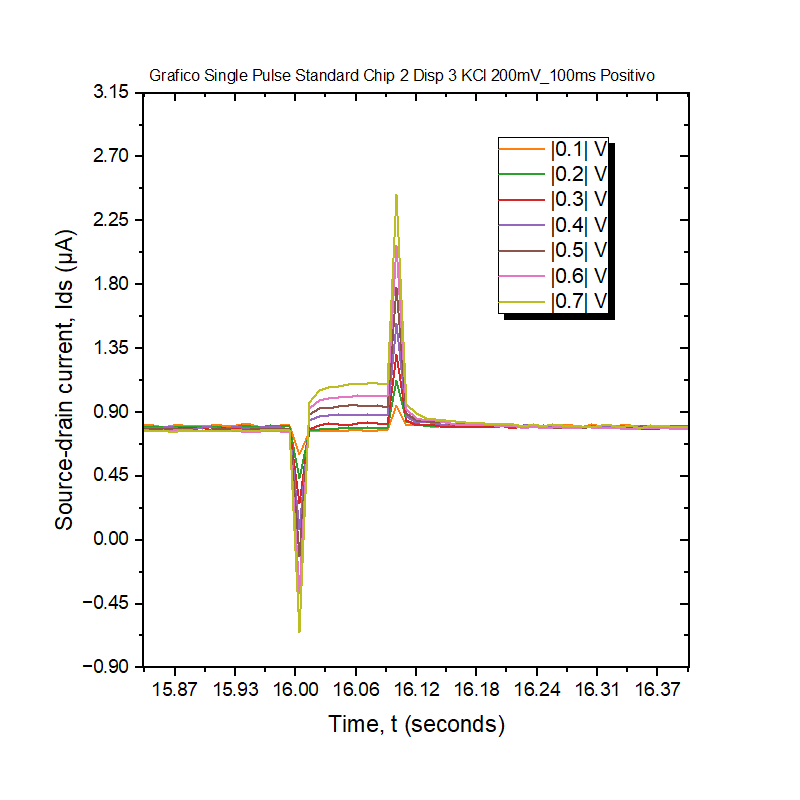 Grafico Single Pulse Standard Chip 2 Disp 3 KCl 200mV_100ms Positivo
3.15
2.70
2.25
1.80
1.35
0.90
0.45
0.00
−0.45
−0.90
Source-drain current, Ids (μA)
|0.1| V
|0.2| V
|0.3| V
|0.4| V
|0.5| V
|0.6| V
|0.7| V
15.87 15.93 16.00 16.06 16.12 16.18 16.24 16.31 16.37
Time, t (seconds)